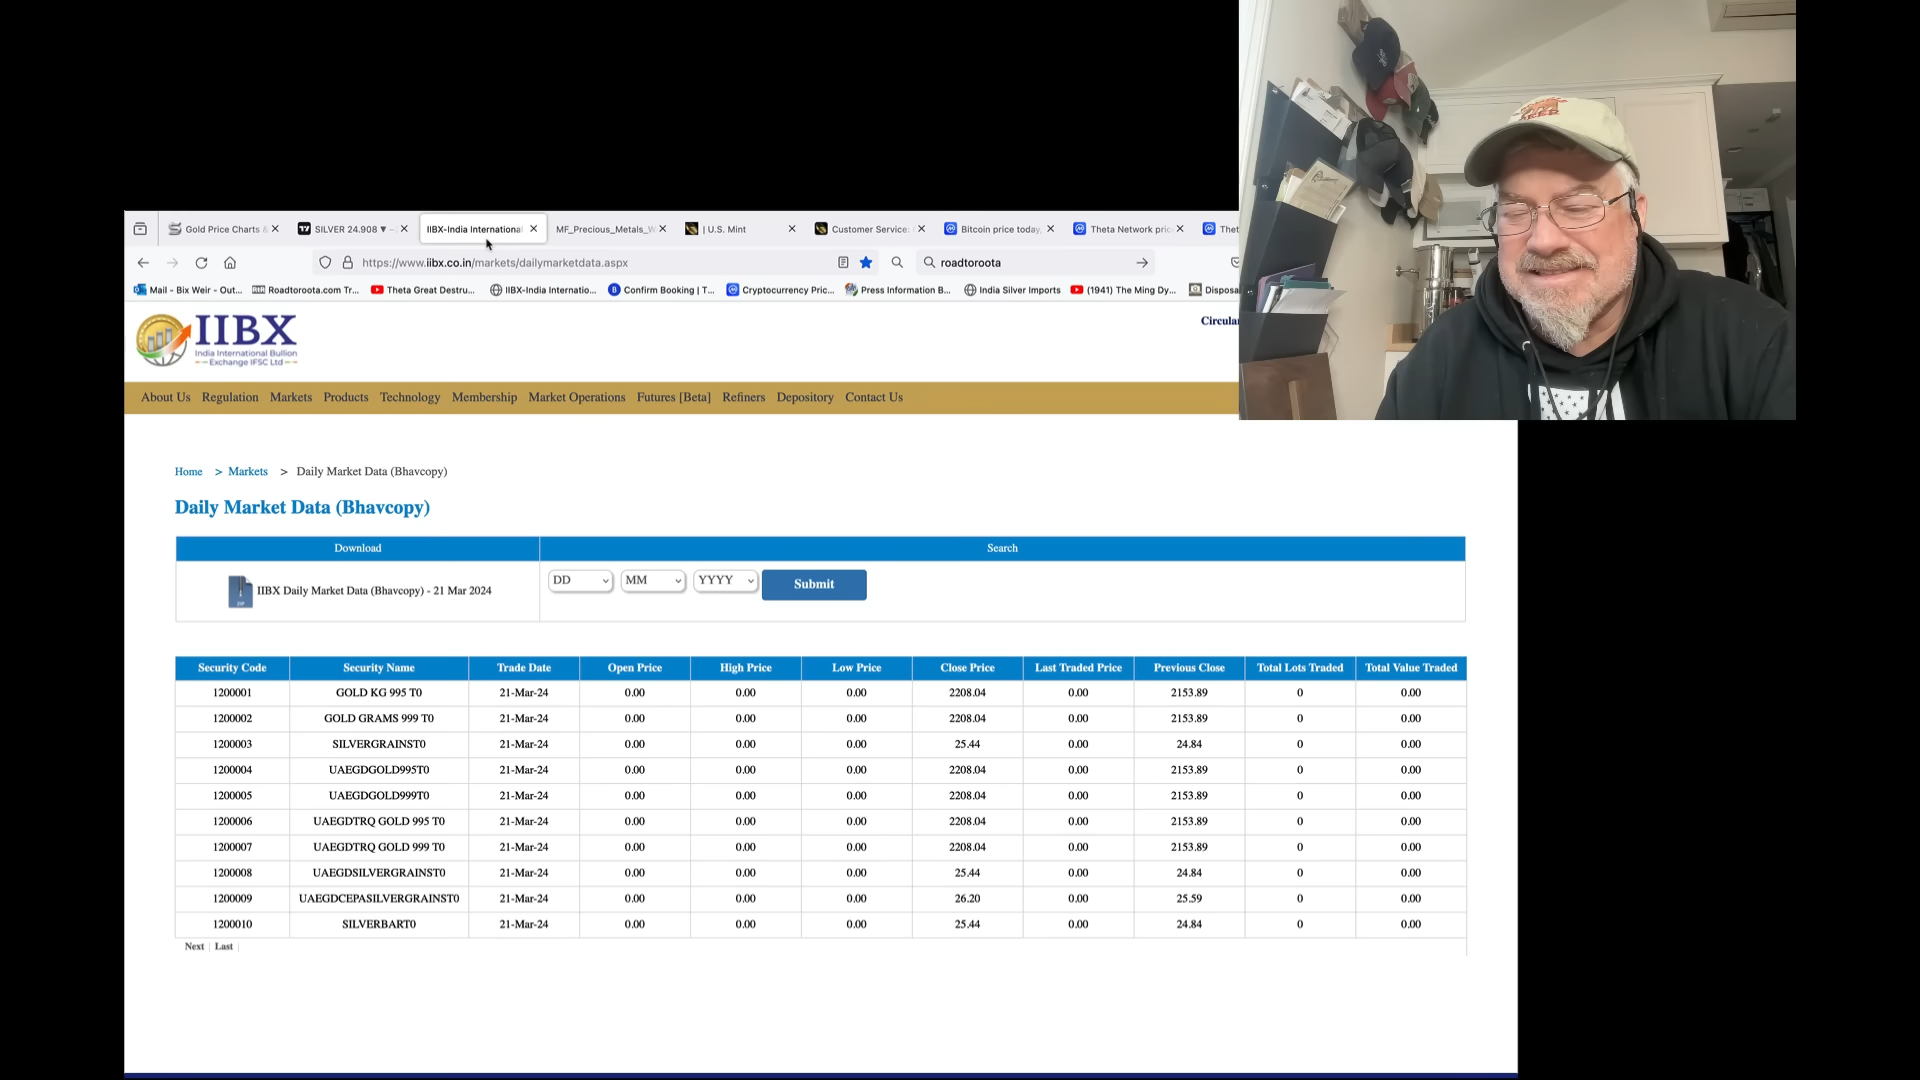 Gold Price Charts &
SILVER 24.908 ▼ -
IIBX-India International
MF_Precious_Metals_W
| U.S. Mint
Customer Service:
Bitcoin price today,
Theta Network pric
Thet
https://www.iibx.co.in/markets/dailymarketdata.aspx
roadtoroota
Mail - Bix Weir - Out...
Roadtoroota.com Tr...
Theta Great Destru...
IIBX-India Internatio...
Confirm Booking | T...
Cryptocurrency Pric...
Press Information B...
India Silver Imports
(1941) The Ming Dy...
Disposa
IIBX
India International Bullion
Exchange IFSC Ltd
Circular
About Us Regulation Markets Products Technology Membership Market Operations Futures [Beta] Refiners Depository Contact Us
Home > Markets > Daily Market Data (Bhavcopy)
Daily Market Data (Bhavcopy)
Download Search
IIBX Daily Market Data (Bhavcopy) - 21 Mar 2024 DD MM YYYY Submit
Security Code Security Name Trade Date Open Price High Price Low Price Close Price Last Traded Price Previous Close Total Lots Traded Total Value Traded
1200001 GOLD KG 995 T0 21-Mar-24 0.00 0.00 0.00 2208.04 0.00 2153.89 0 0.00
1200002 GOLD GRAMS 999 T0 21-Mar-24 0.00 0.00 0.00 2208.04 0.00 2153.89 0 0.00
1200003 SILVERGRAINST0 21-Mar-24 0.00 0.00 0.00 25.44 0.00 24.84 0 0.00
1200004 UAEGDGOLD995T0 21-Mar-24 0.00 0.00 0.00 2208.04 0.00 2153.89 0 0.00
1200005 UAEGDGOLD999T0 21-Mar-24 0.00 0.00 0.00 2208.04 0.00 2153.89 0 0.00
1200006 UAEGDTRQ GOLD 995 T0 21-Mar-24 0.00 0.00 0.00 2208.04 0.00 2153.89 0 0.00
1200007 UAEGDTRQ GOLD 999 T0 21-Mar-24 0.00 0.00 0.00 2208.04 0.00 2153.89 0 0.00
1200008 UAEGDSILVERGRAINST0 21-Mar-24 0.00 0.00 0.00 25.44 0.00 24.84 0 0.00
1200009 UAEGDCEPASILVERGRAINST0 21-Mar-24 0.00 0.00 0.00 26.20 0.00 25.59 0 0.00
1200010 SILVERBART0 21-Mar-24 0.00 0.00 0.00 25.44 0.00 24.84 0 0.00
Next | Last |